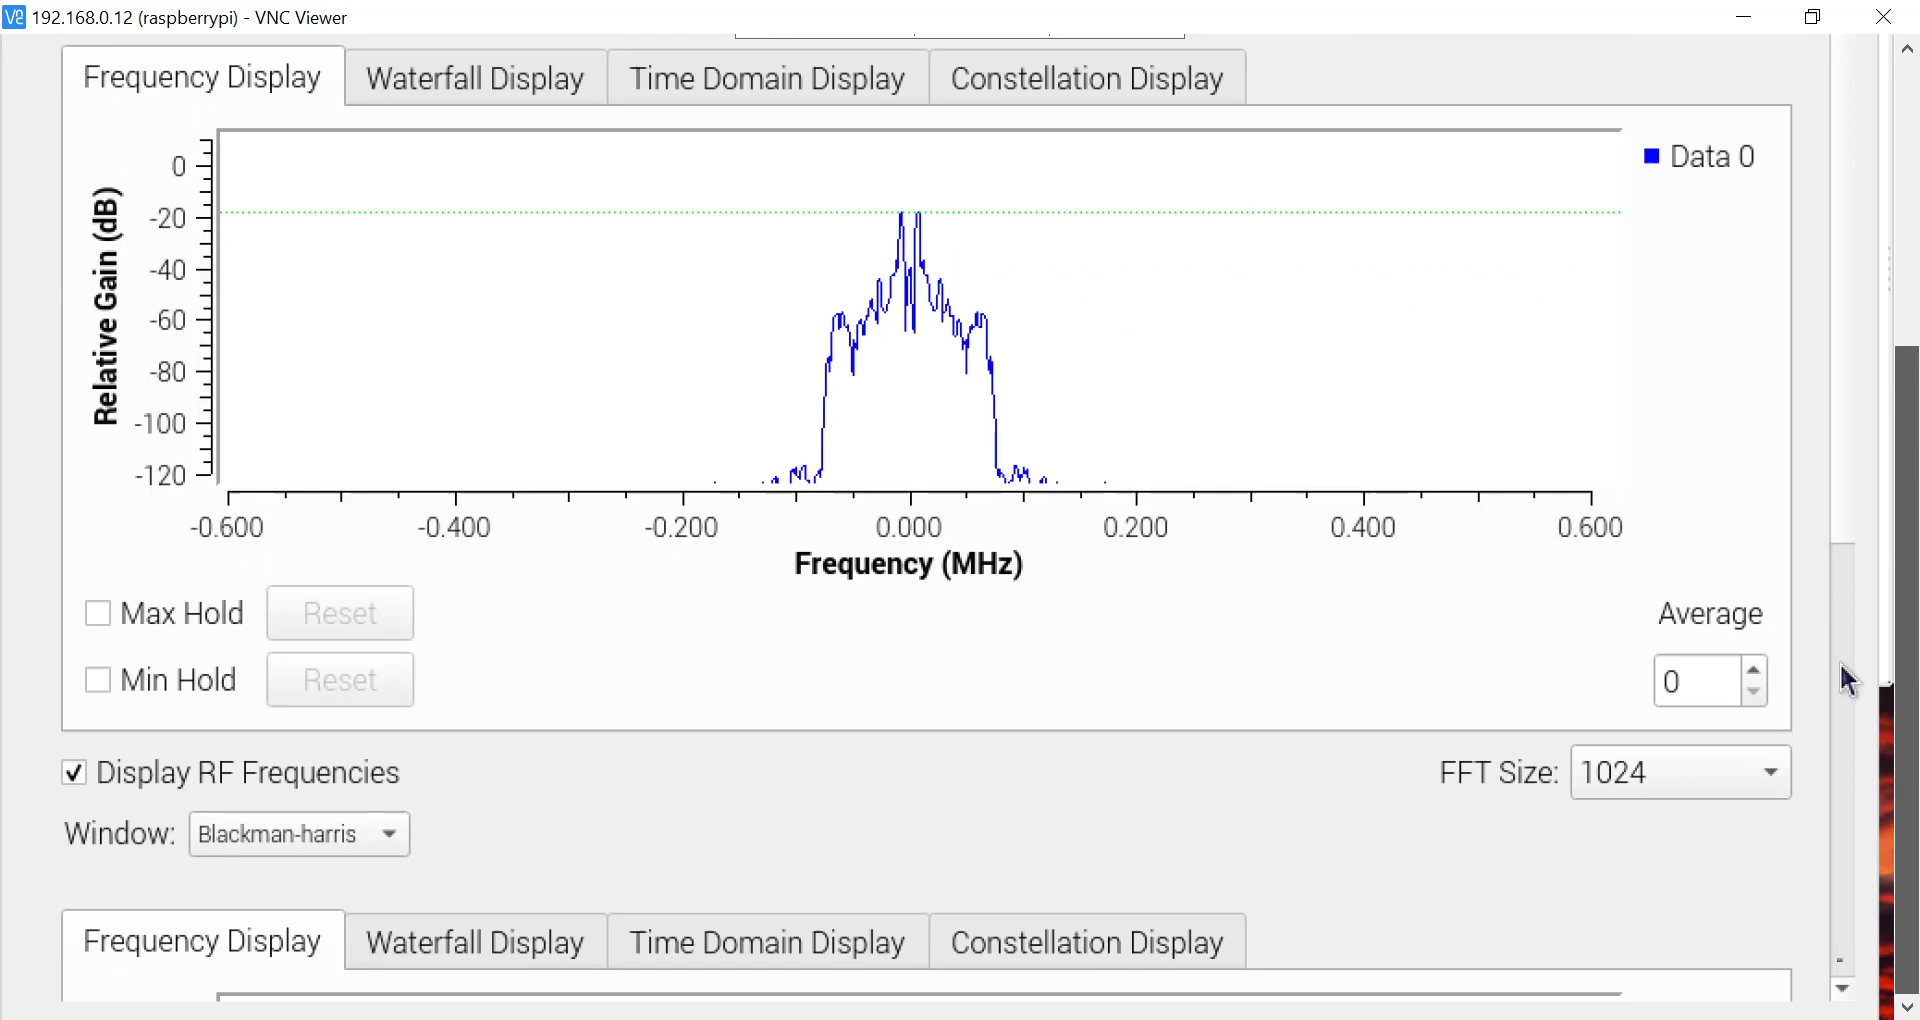 VNC 192.168.0.12 (raspberrypi) - VNC Viewer
Frequency Display Waterfall Display Time Domain Display Constellation Display
Data 0
Relative Gain (dB)
0
-20
-40
-60
-80
-100
-120
-0.600 -0.400 -0.200 0.000 0.200 0.400 0.600
Frequency (MHz)
Max Hold Reset
Average
Min Hold Reset
0
Display RF Frequencies
FFT Size: 1024
Window: Blackman-harris
Frequency Display Waterfall Display Time Domain Display Constellation Display